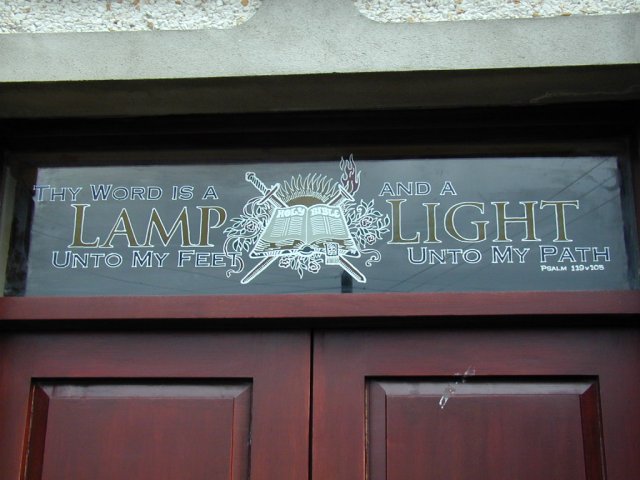 THY WORD IS A
LAMP
UNTO MY FEET
HOLY BIBLE
AND A
LIGHT
UNTO MY PATH
PSALM 119 V 105